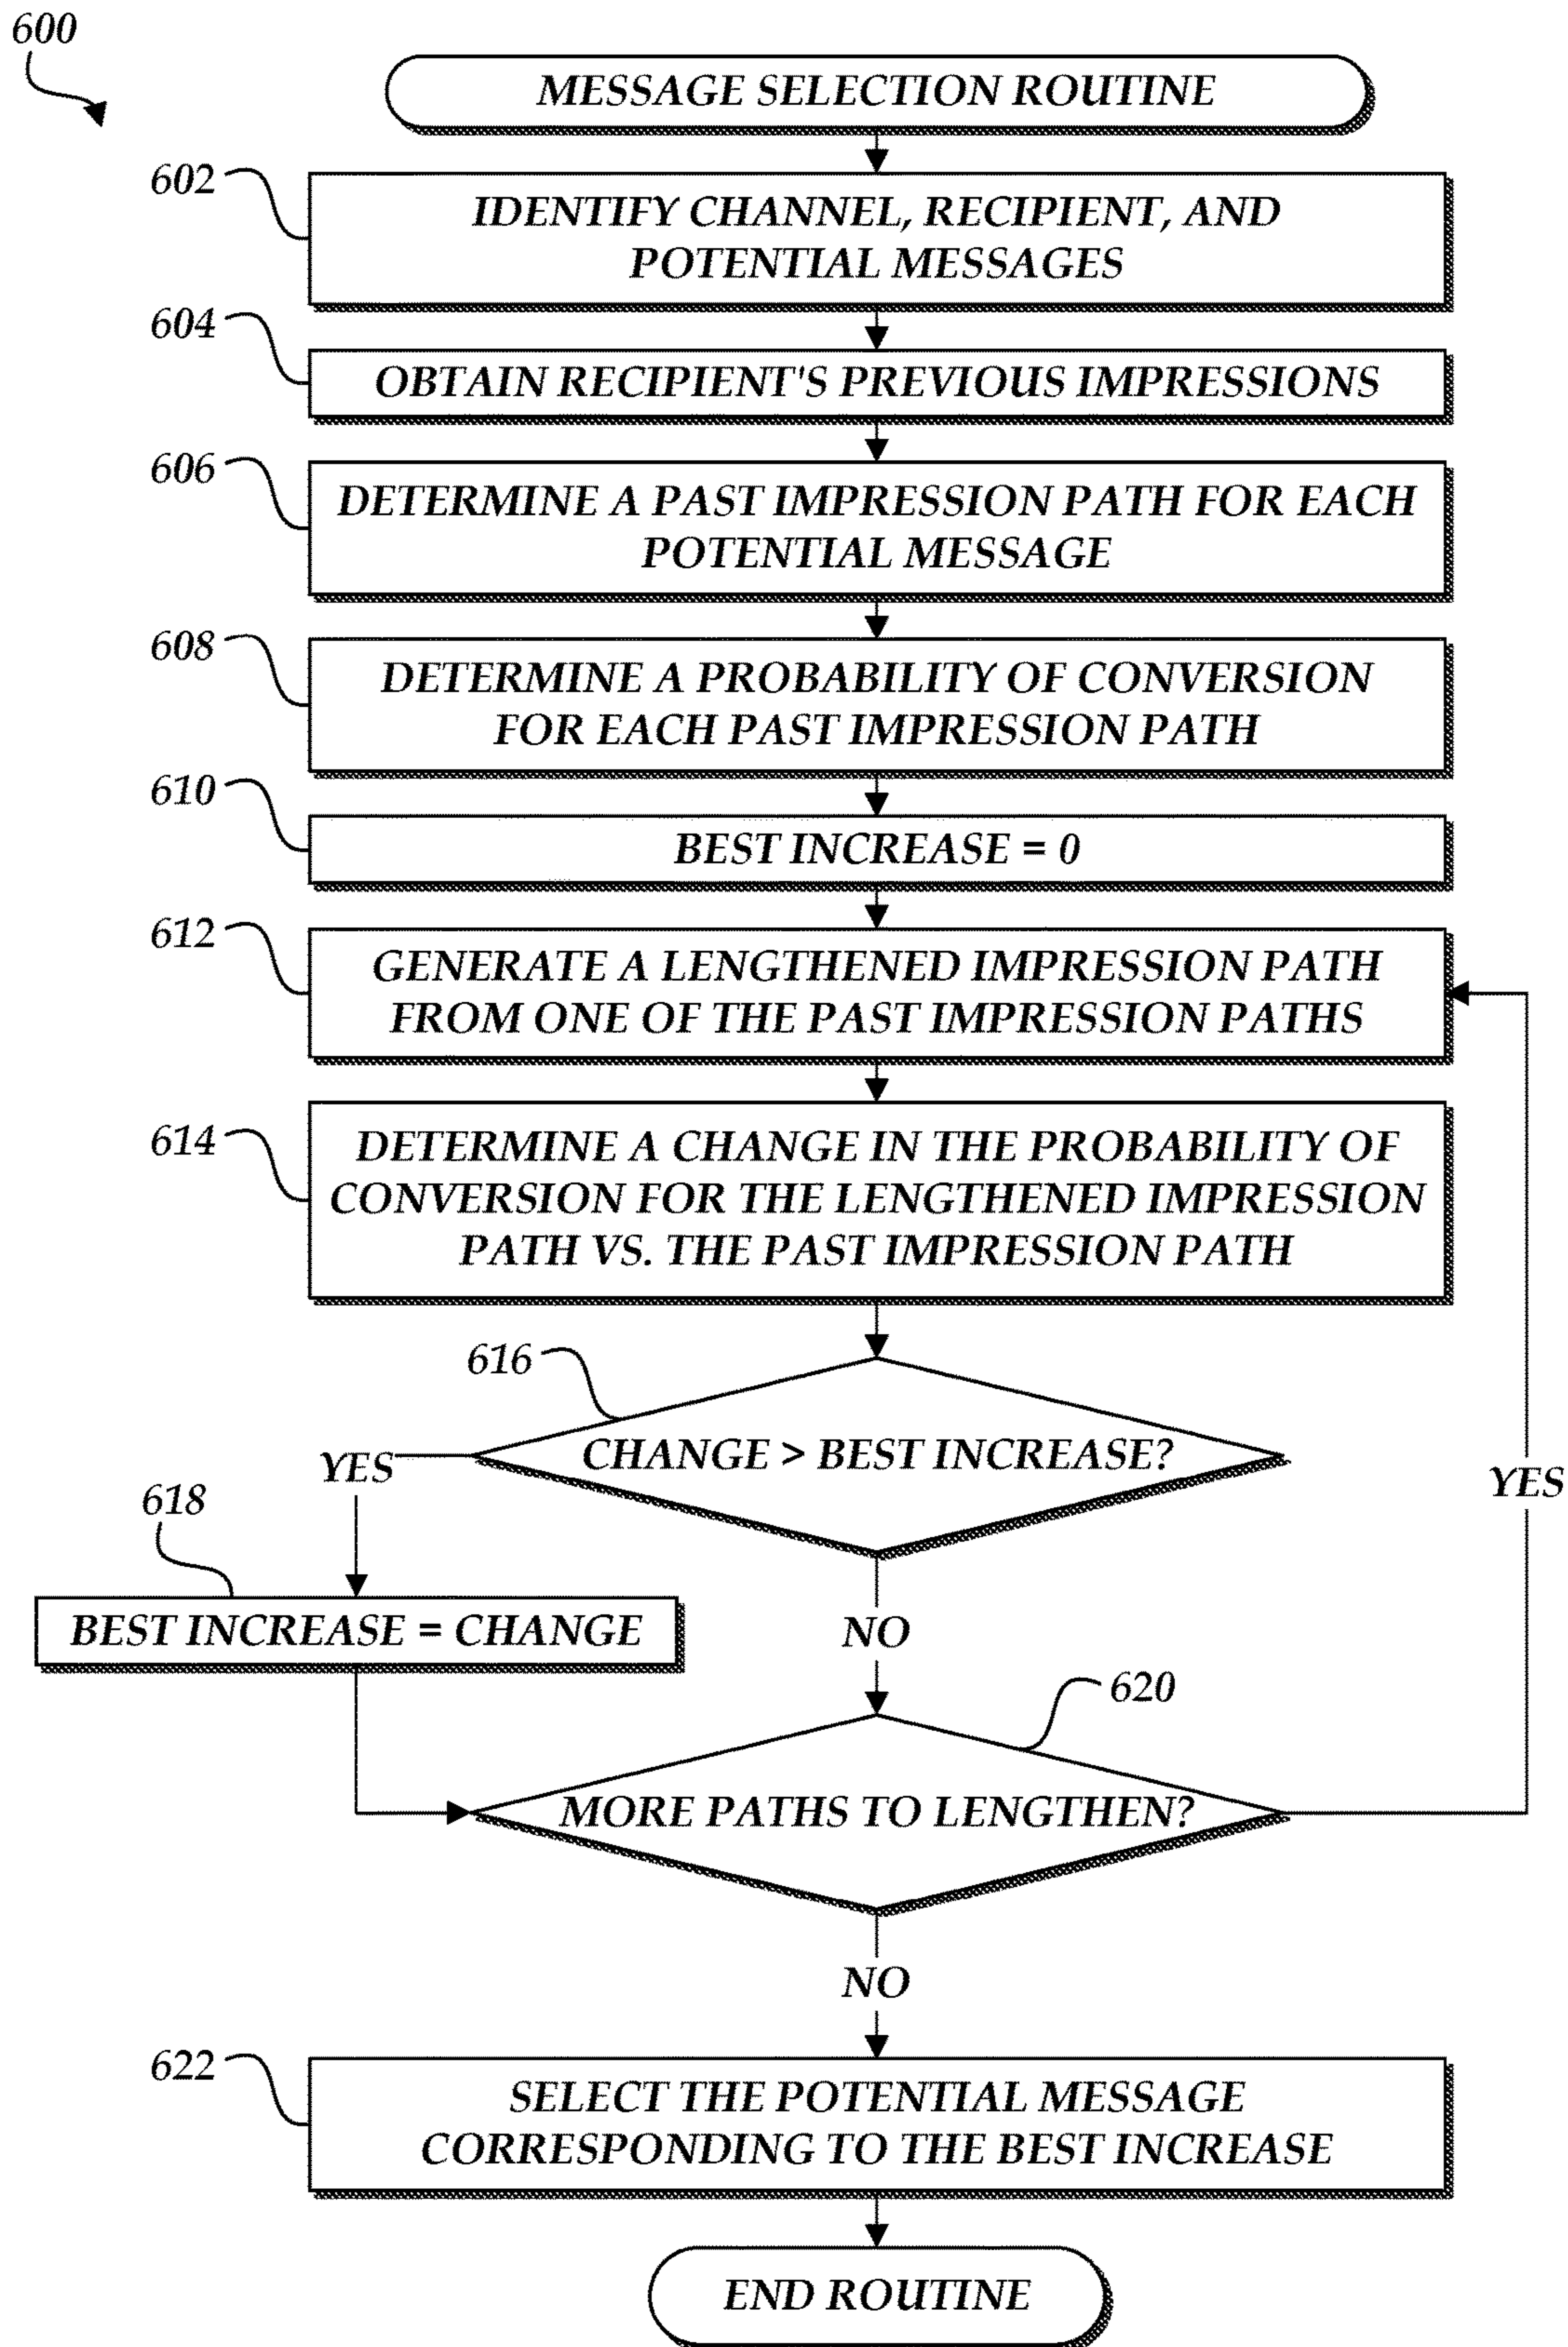 600
MESSAGE SELECTION ROUTINE
602
IDENTIFY CHANNEL, RECIPIENT, AND
POTENTIAL MESSAGES
604
OBTAIN RECIPIENT'S PREVIOUS IMPRESSIONS
606
DETERMINE A PAST IMPRESSION PATH FOR EACH
POTENTIAL MESSAGE
608
DETERMINE A PROBABILITY OF CONVERSION
FOR EACH PAST IMPRESSION PATH
610
BEST INCREASE = 0
612
GENERATE A LENGTHENED IMPRESSION PATH
FROM ONE OF THE PAST IMPRESSION PATHS
614
DETERMINE A CHANGE IN THE PROBABILITY OF
CONVERSION FOR THE LENGTHENED IMPRESSION
PATH VS. THE PAST IMPRESSION PATH
616
CHANGE > BEST INCREASE?
YES
YES
618
BEST INCREASE = CHANGE
NO
620
MORE PATHS TO LENGTHEN?
NO
622
SELECT THE POTENTIAL MESSAGE
CORRESPONDING TO THE BEST INCREASE
END ROUTINE